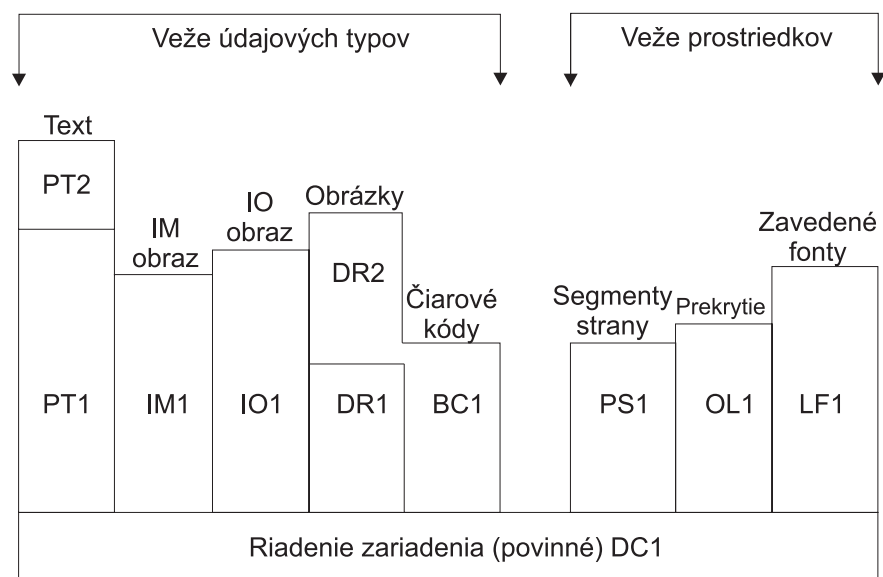 Veže údajových typov
Veže prostriedkov
Text
PT2
PT1
IM
obraz
IM1
IO
obraz
IO1
Obrázky
DR2
DR1
Čiarové
kódy
BC1
Segmenty
strany
PS1
Prekrytie
OL1
Zavedené
fonty
LF1
Riadenie zariadenia (povinné) DC1